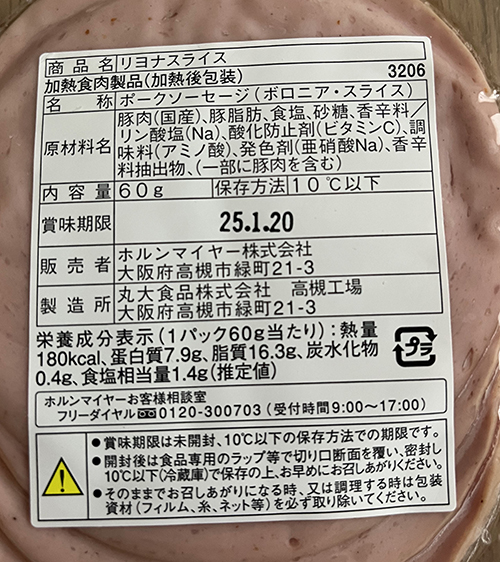 商品名 リヨナスライス
加熱食肉製品(加熱後包装) 3206
名称 ポークソーセージ(ボロニア・スライス)
原材料名 豚肉(国産)、豚脂肪、食塩、砂糖、香辛料/
リン酸塩(Na)、酸化防止剤(ビタミンC)、調
味料(アミノ酸)、発色剤(亜硝酸Na)、香辛
料抽出物、(一部に豚肉を含む)
内容量 60g 保存方法 10℃以下
賞味期限 25.1.20
販売者 ホルンマイヤー株式会社
大阪府高槻市緑町21-3
製造所 丸大食品株式会社 高槻工場
大阪府高槻市緑町21-3
栄養成分表示(1パック60g当たり):熱量
180kcal、蛋白質7.9g、脂質16.3g、炭水化物
0.4g、食塩相当量1.4g(推定値)
プラ
ホルンマイヤーお客様相談室
フリーダイヤル 0120-300703 (受付時間9:00〜17:00)
●賞味期限は未開封、10℃以下の保存方法での期限です。
●開封後は食品専用のラップ等で切り口断面を覆い、密封し
10℃以下(冷蔵庫)で保存の上、お早めにお召しあがりください。
●そのままでお召しあがりになる時、又は調理する時は包装
資材(フィルム、糸、ネット等)を必ず取り除いてください。